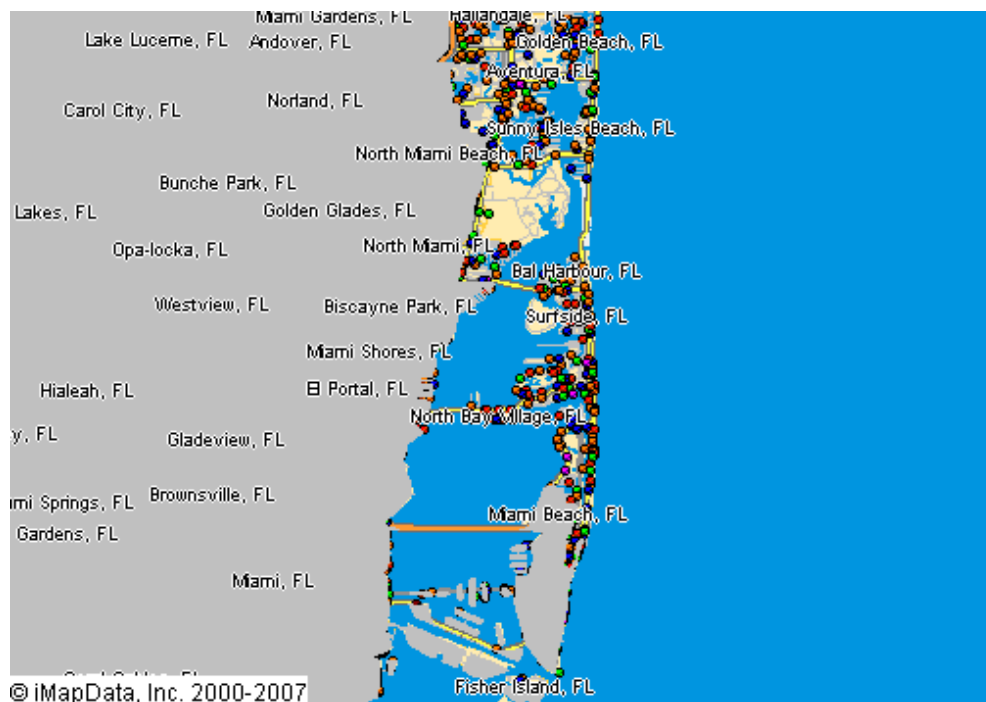 Miami Gardens, FL
Hallandale, FL
Lake Lucerne, FL
Andover, FL
Golden Beach, FL
Aventura, FL
Carol City, FL
Norland, FL
Sunny Isles Beach, FL
North Miami Beach, FL
Bunche Park, FL
Lakes, FL
Golden Glades, FL
Opa-locka, FL
North Miami, FL
Bal Harbour, FL
Westview, FL
Biscayne Park, FL
Surfside, FL
Miami Shores, FL
Hialeah, FL
El Portal, FL
North Bay Village, FL
y, FL
Gladeview, FL
mi Springs, FL
Brownsville, FL
Miami Beach, FL
Gardens, FL
Miami, FL
Fisher Island, FL
© iMapData, Inc. 2000-2007